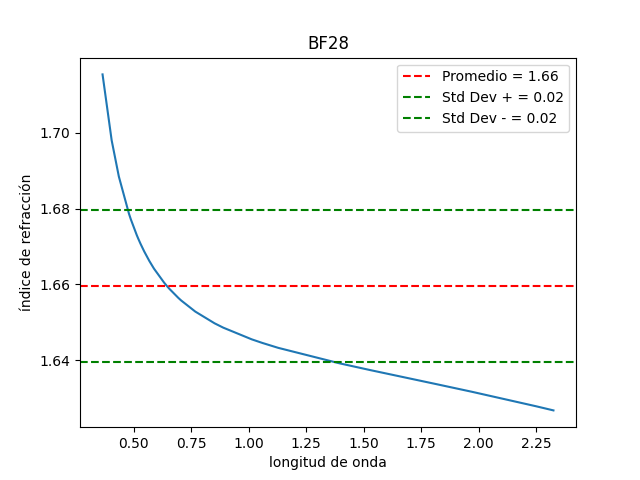 BF28
Promedio = 1.66
Std Dev + = 0.02
Std Dev - = 0.02
índice de refracción
1.70
1.68
1.66
1.64
0.50 0.75 1.00 1.25 1.50 1.75 2.00 2.25
longitud de onda